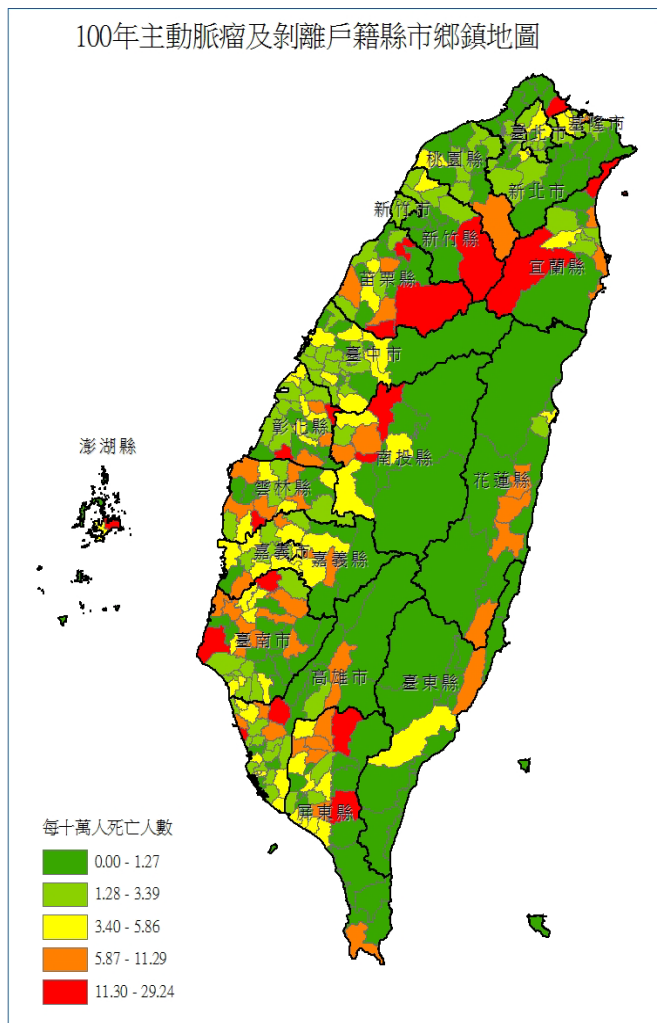 100年主動脈瘤及剝離戶籍縣市鄉鎮地圖
臺北市
基隆市
桃園縣
新北市
新竹市
新竹縣
宜蘭縣
苗栗縣
臺中市
彰化縣
南投縣
澎湖縣
花蓮縣
雲林縣
嘉義市
嘉義縣
臺南市
高雄市
臺東縣
屏東縣
每十萬人死亡人數
0.00 - 1.27
1.28 - 3.39
3.40 - 5.86
5.87 - 11.29
11.30 - 29.24